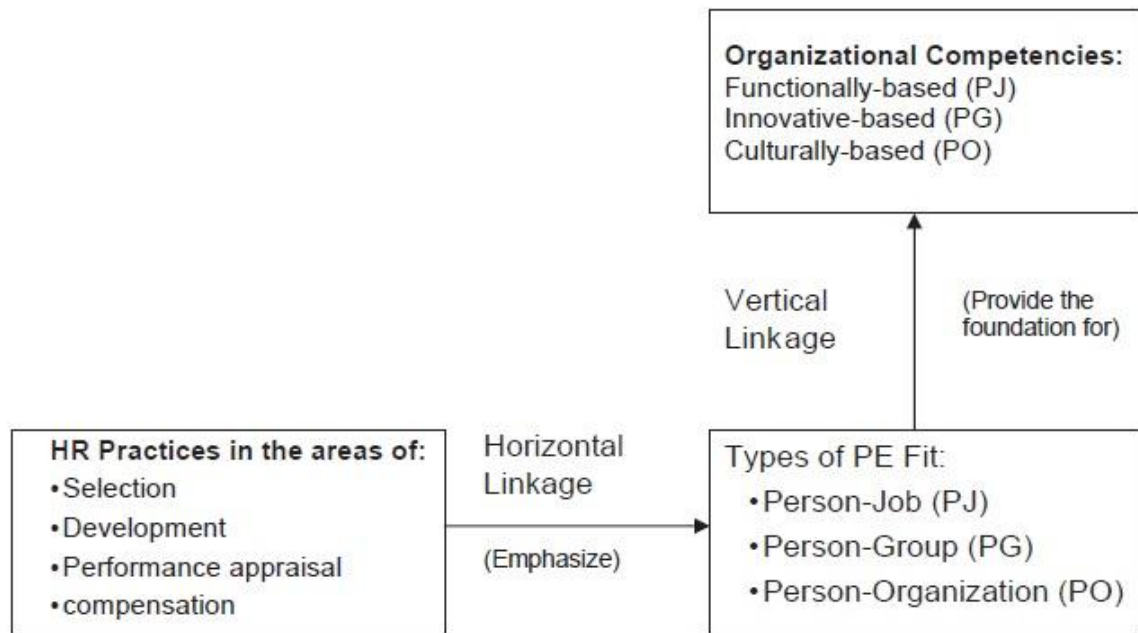 Organizational Competencies:
Functionally-based (PJ)
Innovative-based (PG)
Culturally-based (PO)
Vertical
Linkage
(Provide the
foundation for)
HR Practices in the areas of:
•Selection
•Development
•Performance appraisal
•compensation
Horizontal
Linkage
(Emphasize)
Types of PE Fit:
•Person-Job (PJ)
•Person-Group (PG)
•Person-Organization (PO)